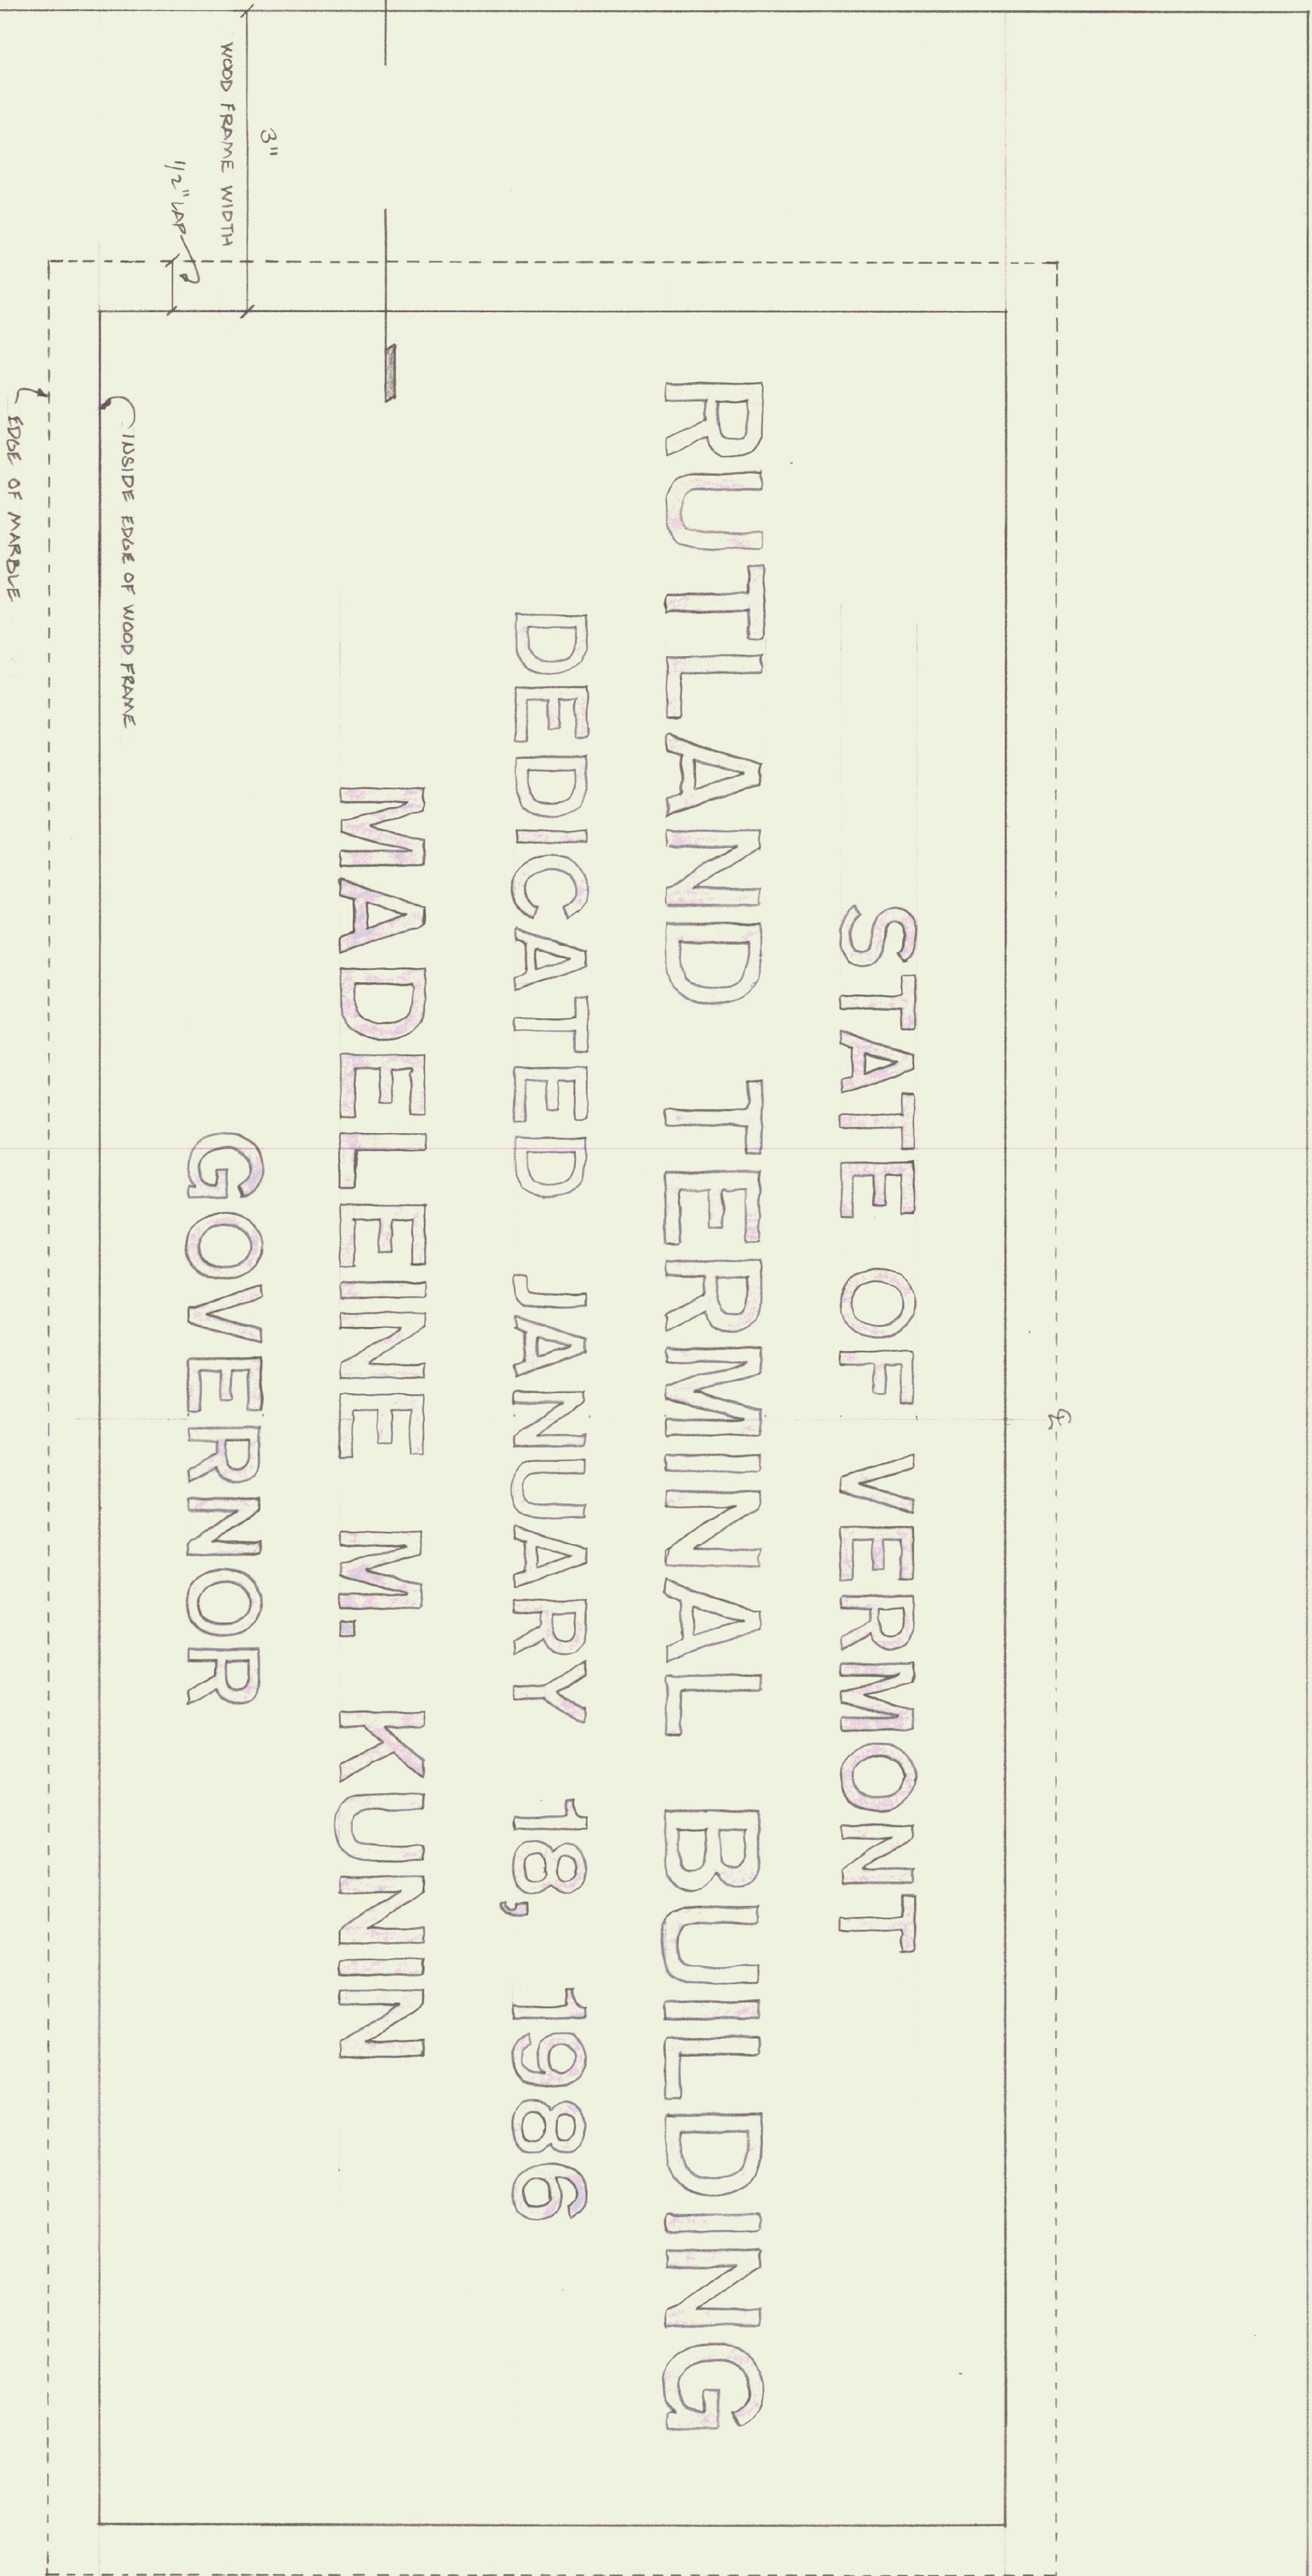 STATE OF VERMONT
RUTLAND TERMINAL BUILDING
DEDICATED JANUARY 18, 1986
MADELEINE M. KUNIN
GOVERNOR
3"
WOOD FRAME WIDTH
1/2" LAP
INSIDE EDGE OF WOOD FRAME
EDGE OF MARBLE
℄